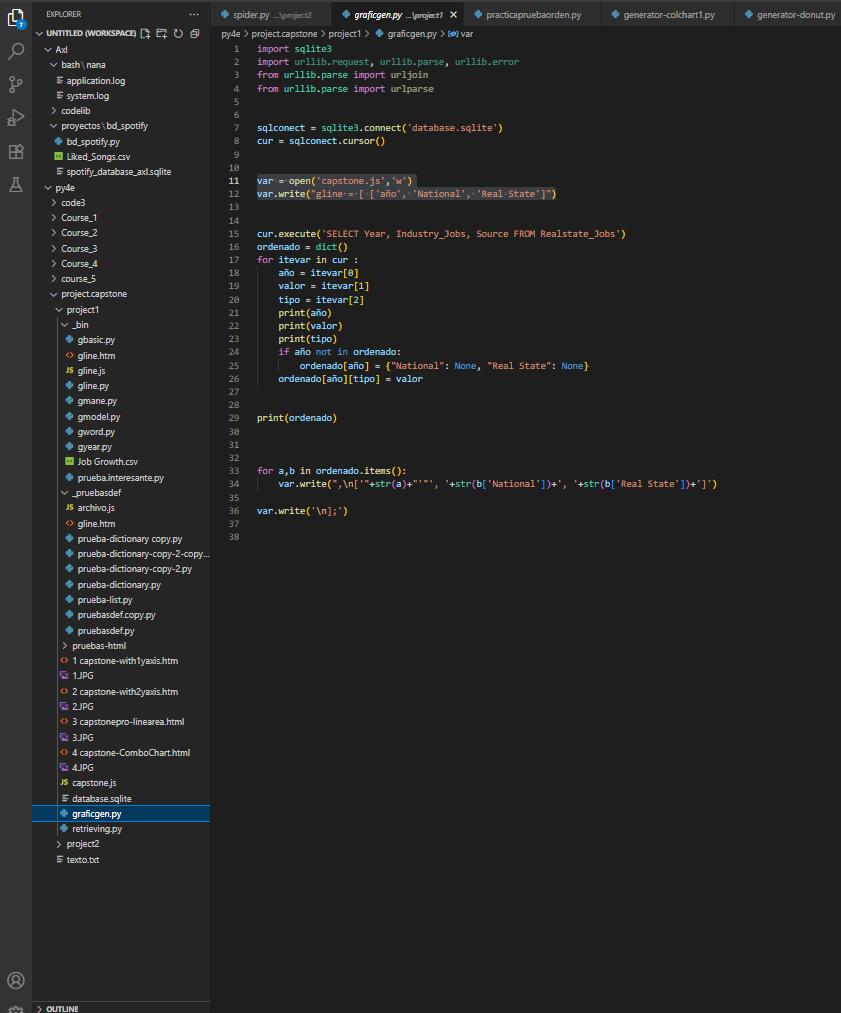 EXPLORER ...
UNTITLED (WORKSPACE)
Axl
bash \ nana
application.log
system.log
codelib
proyectos \ bd_spotify
bd_spotify.py
Liked_Songs.csv
spotify_database_axl.sqlite
py4e
code3
Course_1
Course_2
Course_3
Course_4
course_5
project.capstone
project1
_bin
gbasic.py
gline.htm
JS gline.js
gline.py
gmane.py
gmodel.py
gword.py
gyear.py
Job Growth.csv
prueba.interesante.py
_pruebasdef
JS archivo.js
gline.htm
prueba-dictionary copy.py
prueba-dictionary-copy-2-copy...
prueba-dictionary-copy-2.py
prueba-dictionary.py
prueba-list.py
pruebasdef.copy.py
pruebasdef.py
pruebas-html
1 capstone-with1yaxis.htm
1.JPG
2 capstone-with2yaxis.htm
2.JPG
3 capstonepro-linearea.html
3.JPG
4 capstone-ComboChart.html
4.JPG
JS capstone.js
database.sqlite
graficgen.py
retrieving.py
project2
texto.txt
OUTLINE
7
spider.py ...\project2 graficgen.py ...\project1 practicapruebaorden.py generator-colchart1.py generator-donut.py
py4e > project.capstone > project1 > graficgen.py > var
1 import sqlite3
2 import urllib.request, urllib.parse, urllib.error
3 from urllib.parse import urljoin
4 from urllib.parse import urlparse
5
6
7 sqlconect = sqlite3.connect('database.sqlite')
8 cur = sqlconect.cursor()
9
10
11 var = open('capstone.js','w')
12 var.write("gline = [ ['año', 'National', 'Real State']")
13
14
15 cur.execute('SELECT Year, Industry_Jobs, Source FROM Realstate_Jobs')
16 ordenado = dict()
17 for itevar in cur :
18 año = itevar[0]
19 valor = itevar[1]
20 tipo = itevar[2]
21 print(año)
22 print(valor)
23 print(tipo)
24 if año not in ordenado:
25 ordenado[año] = {"National": None, "Real State": None}
26 ordenado[año][tipo] = valor
27
28
29 print(ordenado)
30
31
32
33 for a,b in ordenado.items():
34 var.write(",\n['"+str(a)+"'"', '+str(b['National'])+', '+str(b['Real State'])+']')
35
36 var.write('\n];')
37
38